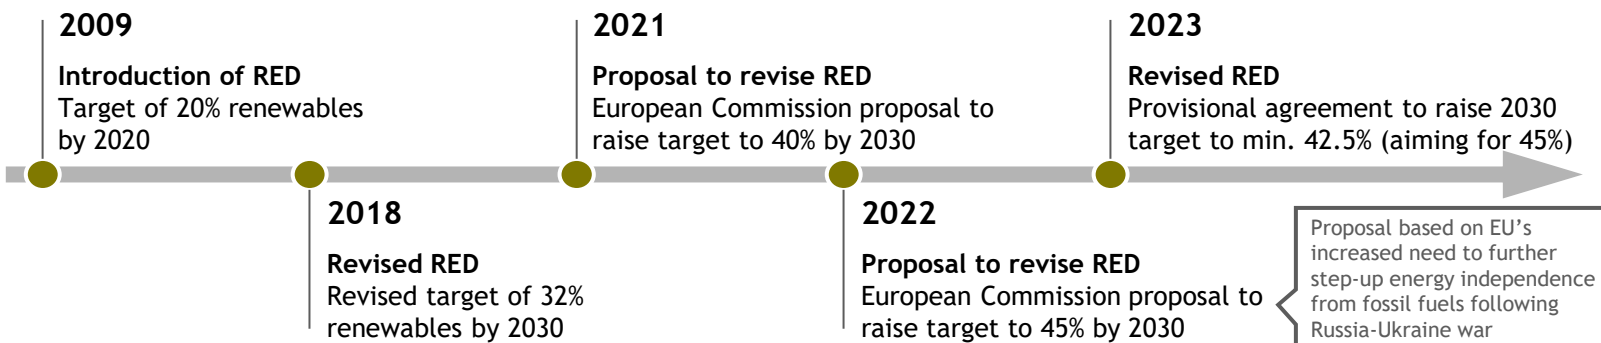 2009
Introduction of RED
Target of 20% renewables
by 2020
2018
Revised RED
Revised target of 32%
renewables by 2030
2021
Proposal to revise RED
European Commission proposal to
raise target to 40% by 2030
2022
Proposal to revise RED
European Commission proposal to
raise target to 45% by 2030
Proposal based on EU’s
increased need to further
step-up energy independence
from fossil fuels following
Russia-Ukraine war
2023
Revised RED
Provisional agreement to raise 2030
target to min. 42.5% (aiming for 45%)